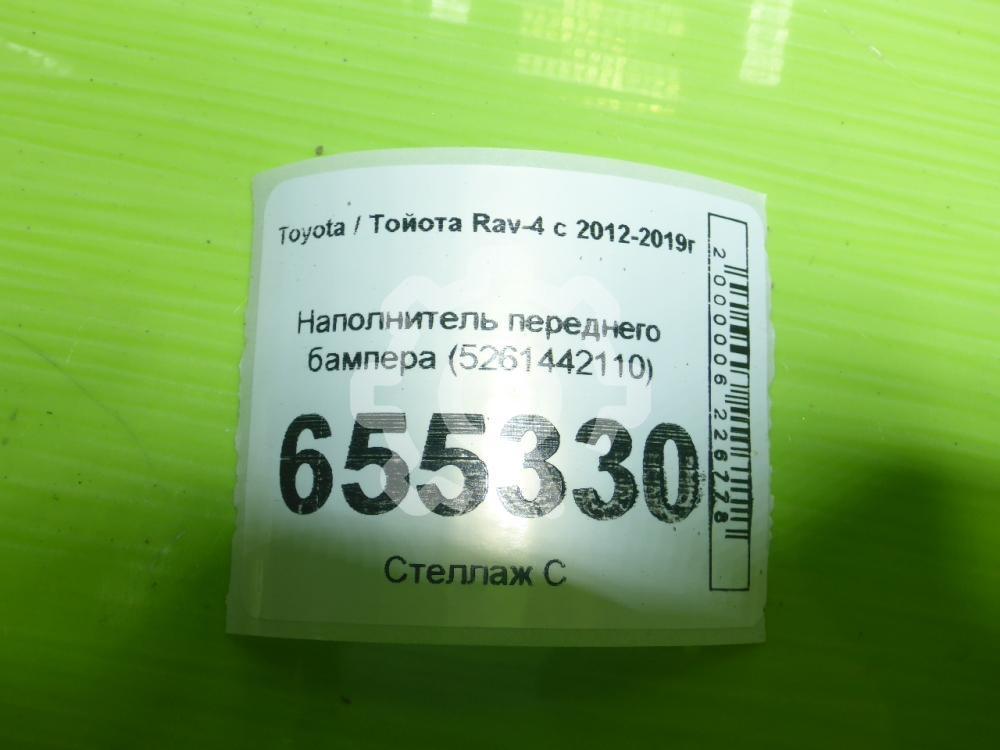 Toyota / Тойота Rav-4 с 2012-2019г
Наполнитель переднего
бампера (5261442110)
655330
Стеллаж С
2000006226778